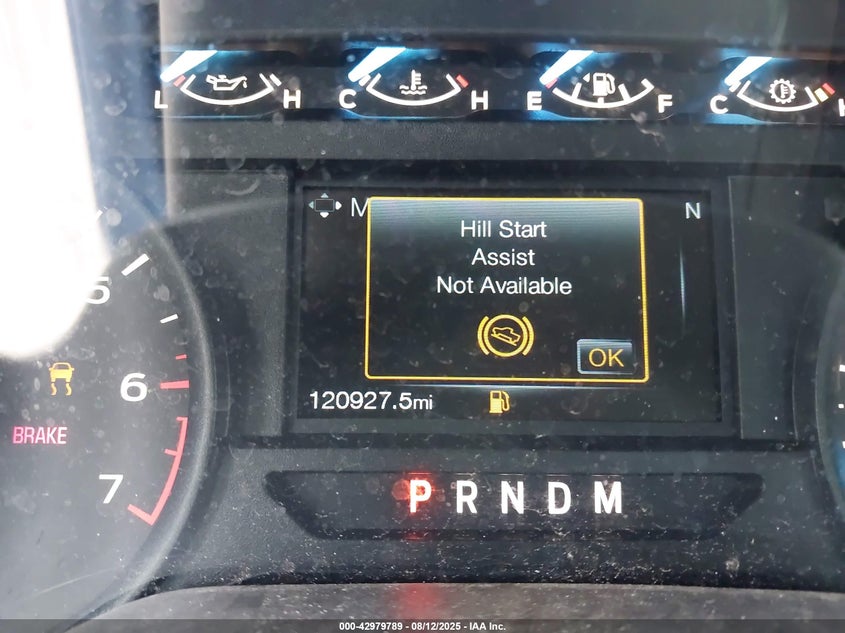 L H C H E F C
M
N
Hill Start
Assist
Not Available
OK
5
6
7
BRAKE
120927.5mi
P R N D M
000-42979789 - 08/12/2025 - IAA Inc.